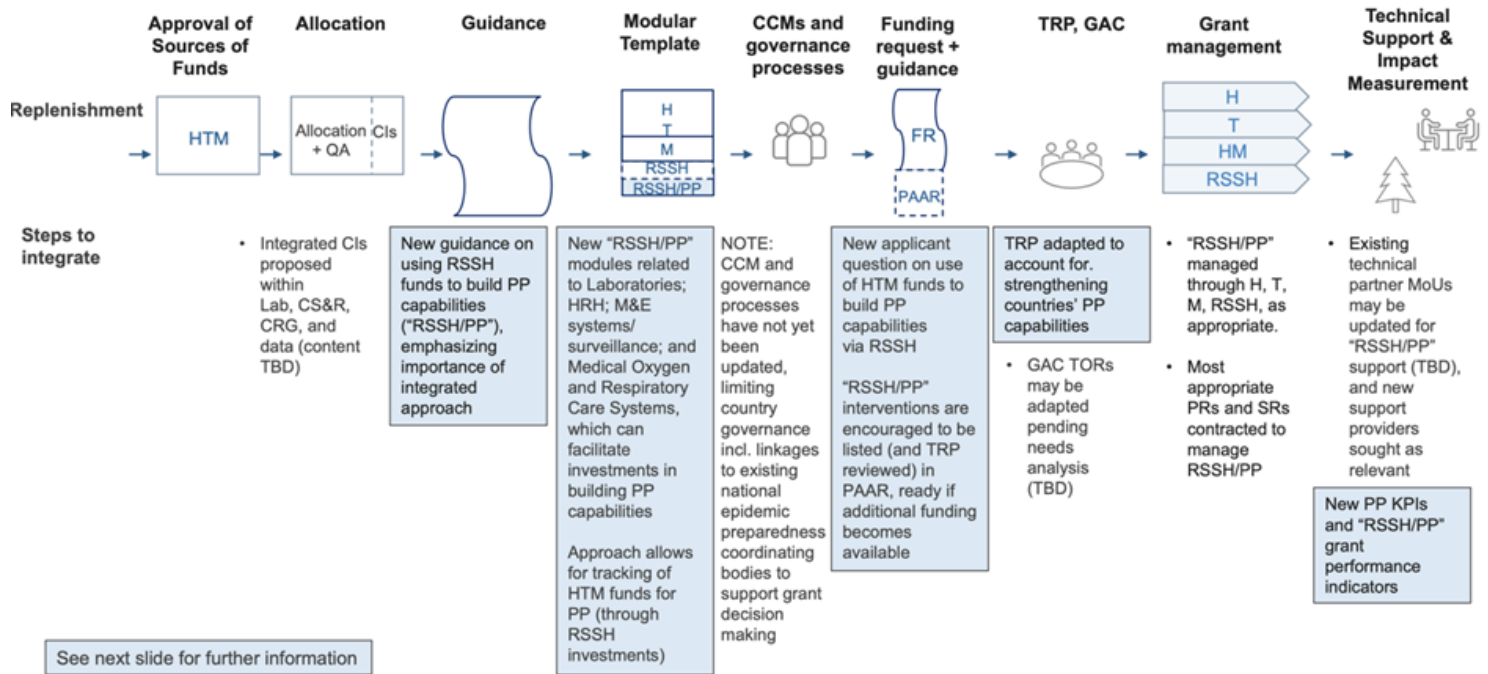 Approval of
Sources of
Funds
Allocation
Guidance
Modular
Template
CCMs and
governance
processes
Funding
request +
guidance
TRP, GAC
Grant
management
Technical
Support &
Impact
Measurement
Replenishment
HTM
Allocation
+ QA
CIs
H
T
M
RSSH
RSSH/PP
FR
PAAR
H
T
HM
RSSH
Steps to
integrate
• Integrated CIs
proposed
within
Lab, CS&R,
CRG, and
data (content
TBD)
New guidance on
using RSSH
funds to build PP
capabilities
(“RSSH/PP”),
emphasizing
importance of
integrated
approach
New “RSSH/PP”
modules related
to Laboratories;
HRH; M&E
systems/
surveillance; and
Medical Oxygen
and Respiratory
Care Systems,
which can
facilitate
investments in
building PP
capabilities
Approach allows
for tracking of
HTM funds for
PP (through
RSSH
investments)
NOTE:
CCM and
governance
processes
have not yet
been
updated,
limiting
country
governance
incl. linkages
to existing
national
epidemic
preparedness
coordinating
bodies to
support grant
decision
making
New applicant
question on use
of HTM funds to
build PP
capabilities
via RSSH
“RSSH/PP”
interventions are
encouraged to be
listed (and TRP
reviewed) in
PAAR, ready if
additional funding
becomes
available
TRP adapted to
account for.
strengthening
countries’ PP
capabilities
• GAC TORs
may be
adapted
pending
needs
analysis
(TBD)
• “RSSH/PP”
managed
through H, T,
M, RSSH, as
appropriate.
• Most
appropriate
PRs and SRs
contracted to
manage
RSSH/PP
• Existing
technical
partner MoUs
may be
updated for
“RSSH/PP”
support (TBD),
and new
support
providers
sought as
relevant
New PP KPIs
and “RSSH/PP”
grant
performance
indicators
See next slide for further information